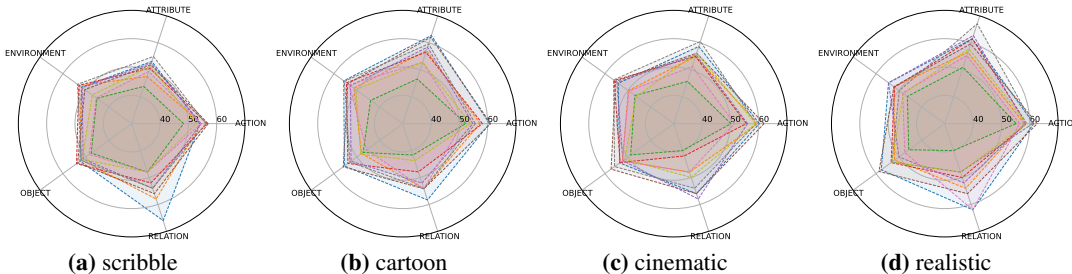 ATTRIBUTE
ENVIRONMENT
40 50 60
ACTION
OBJECT
RELATION
(a) scribble
ATTRIBUTE
ENVIRONMENT
40 50 60
ACTION
OBJECT
RELATION
(b) cartoon
ATTRIBUTE
ENVIRONMENT
40 50 60
ACTION
OBJECT
RELATION
(c) cinematic
ATTRIBUTE
ENVIRONMENT
40 50 60
ACTION
OBJECT
RELATION
(d) realistic